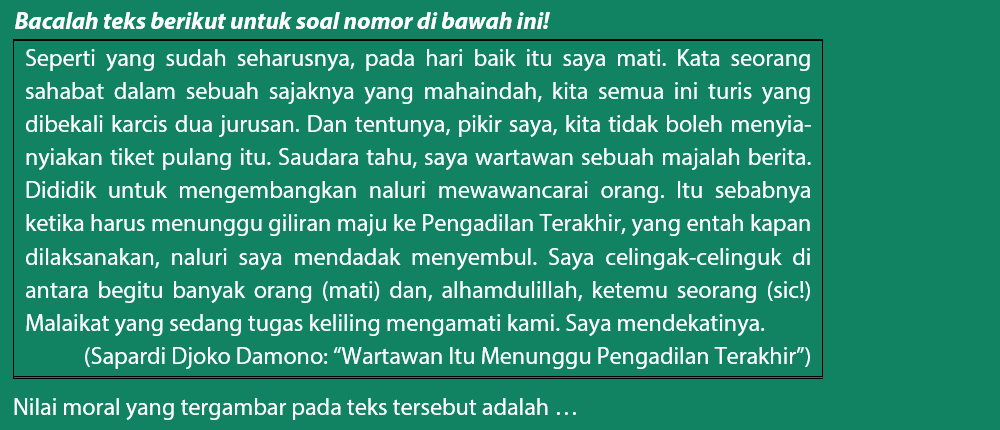 Bacalah teks berikut untuk soal nomor di bawah ini!
Seperti yang sudah seharusnya, pada hari baik itu saya mati. Kata seorang
sahabat dalam sebuah sajaknya yang mahaindah, kita semua ini turis yang
dibekali karcis dua jurusan. Dan tentunya, pikir saya, kita tidak boleh menyia-
nyiakan tiket pulang itu. Saudara tahu, saya wartawan sebuah majalah berita.
Dididik untuk mengembangkan naluri mewawancarai orang. Itu sebabnya
ketika harus menunggu giliran maju ke Pengadilan Terakhir, yang entah kapan
dilaksanakan, naluri saya mendadak menyembul. Saya celingak-celinguk di
antara begitu banyak orang (mati) dan, alhamdulillah, ketemu seorang (sic!)
Malaikat yang sedang tugas keliling mengamati kami. Saya mendekatinya.
(Sapardi Djoko Damono: “Wartawan Itu Menunggu Pengadilan Terakhir”)
Nilai moral yang tergambar pada teks tersebut adalah …